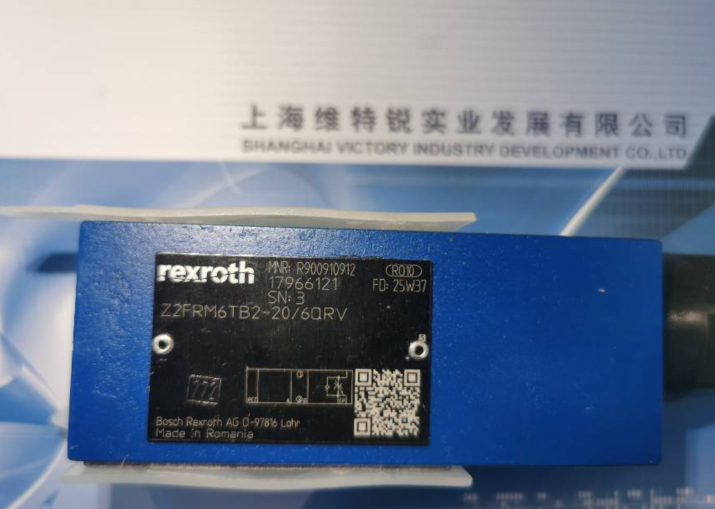 上海维特锐实业发展有限公司
SHANGHAI VICTORY INDUSTRY DEVELOPMENT CO.,LTD
rexroth MNR: R900910912 (RQ10)
17966121 FD: 25W37
SN: 3
Z2FRM6TB2-20/6QRV
Bosch Rexroth AG D-97816 Lohr
Made in Romania